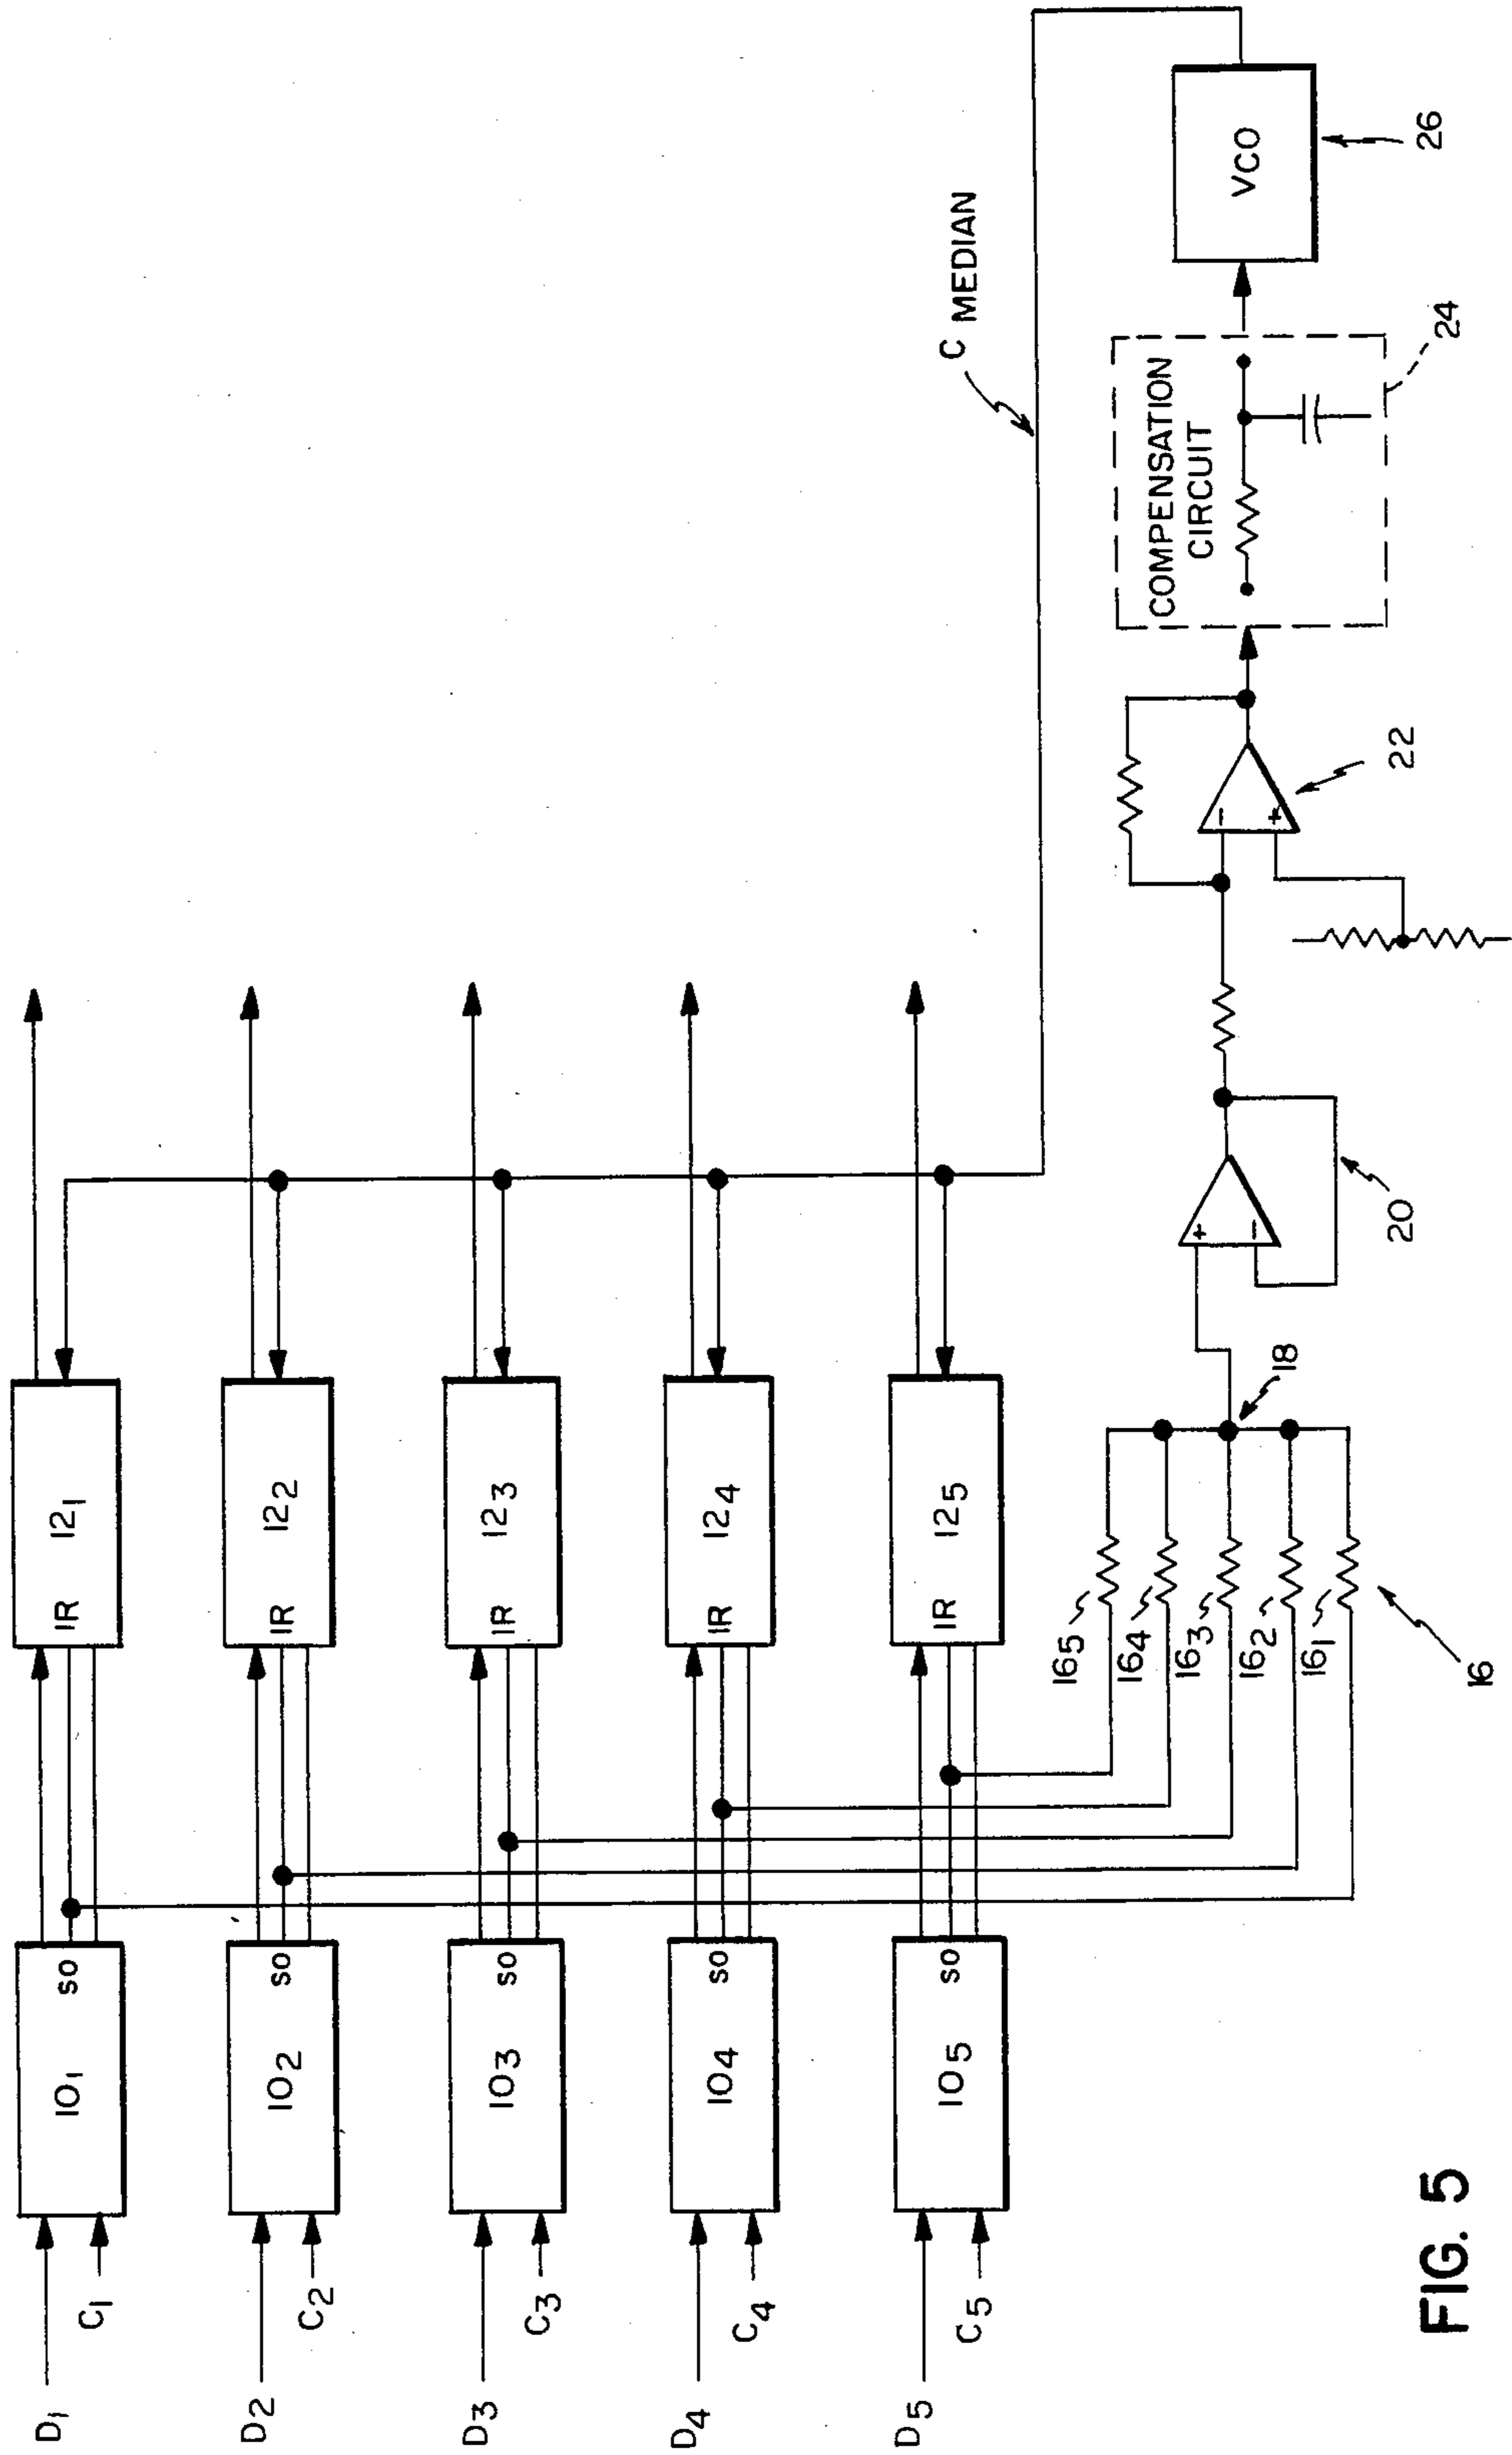 D1
C1
101
SO
IR
121
D2
C2
102
SO
IR
122
D3
C3
103
SO
IR
123
D4
C4
104
SO
IR
124
D5
C5
105
SO
IR
125
C MEDIAN
165
164
163
162
161
16
18
+
−
20
−
+
22
COMPENSATION
CIRCUIT
24
VCO
26
FIG. 5